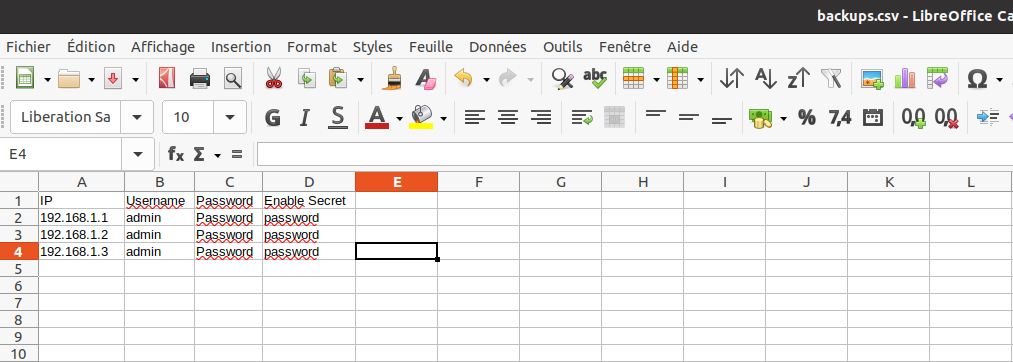 backups.csv - LibreOffice Ca
Fichier Édition Affichage Insertion Format Styles Feuille Données Outils Fenêtre Aide
abc
A Z Z Ω
Liberation Sa 10 G I S A % 7,4 0,0 0,0
E4 fx Σ =
A B C D E F G H I J K L
1 IP Username Password Enable Secret
2 192.168.1.1 admin Password password
3 192.168.1.2 admin Password password
4 192.168.1.3 admin Password password
5
6
7
8
9
10